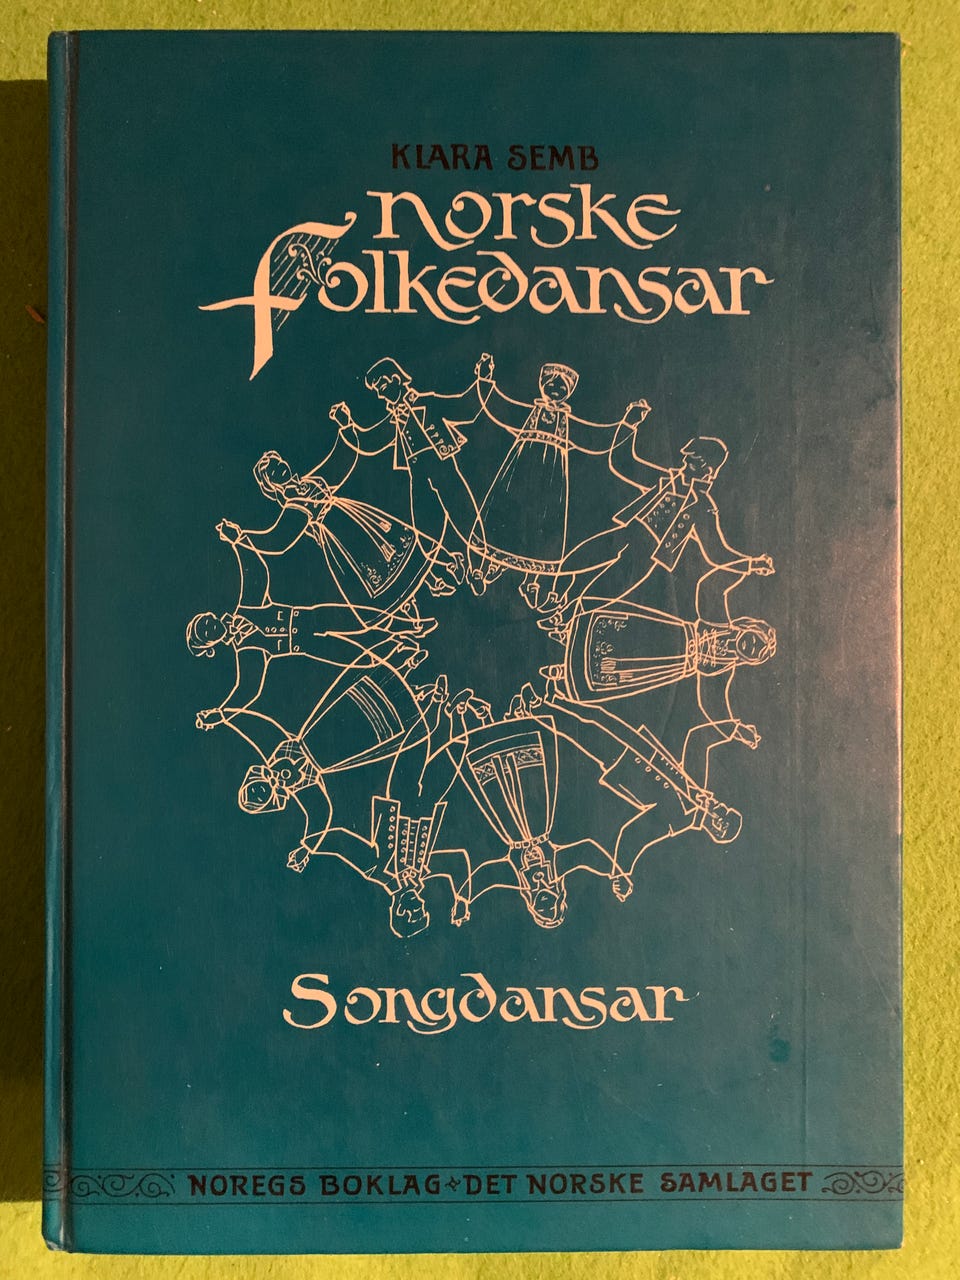 KLARA SEMB
norske
Folkedansar
Songdansar
NOREGS BOKLAG DET NORSKE SAMLAGET